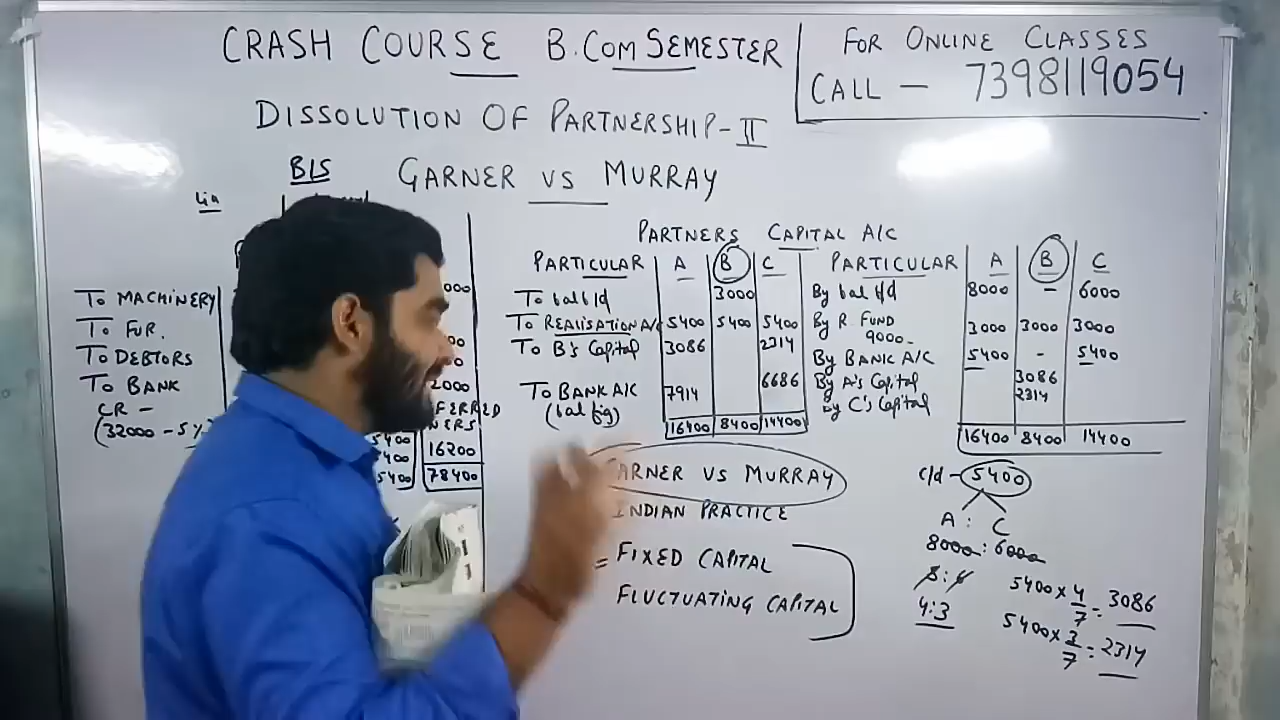 CRASH COURSE B.COM SEMESTER
FOR ONLINE CLASSES
CALL — 7398119054
DISSOLUTION OF PARTNERSHIP-II
B/S
GARNER VS MURRAY
Lia
PARTNERS CAPITAL A/C
PARTICULAR A B C PARTICULAR A B C
To bal b/d 3000 By bal b/d 8000 — 6000
To REALISATION A/C 5400 5400 5400 By R. FUND 3000 3000 3000
9000
To B's Capital 3086 2314 By BANK A/C 5400 - 5400
To BANK A/C 7914 6686 By A's Capital 3086
(bal fig) By C's Capital 2314
16400 8400 14400 16400 8400 14400
To MACHINERY
To FUR.
To DEBTORS
To BANK
CR —
(32000 - 5%
000
00
0
2000
FERRED
NERS
5400
400 16200
5400 78400
GARNER VS MURRAY
INDIAN PRACTICE
= FIXED CAPITAL
FLUCTUATING CAPITAL
c/d - 5400
A : C
8000 : 6000
4:3
5400 x 4/7 = 3086
5400 x 3/7 = 2314